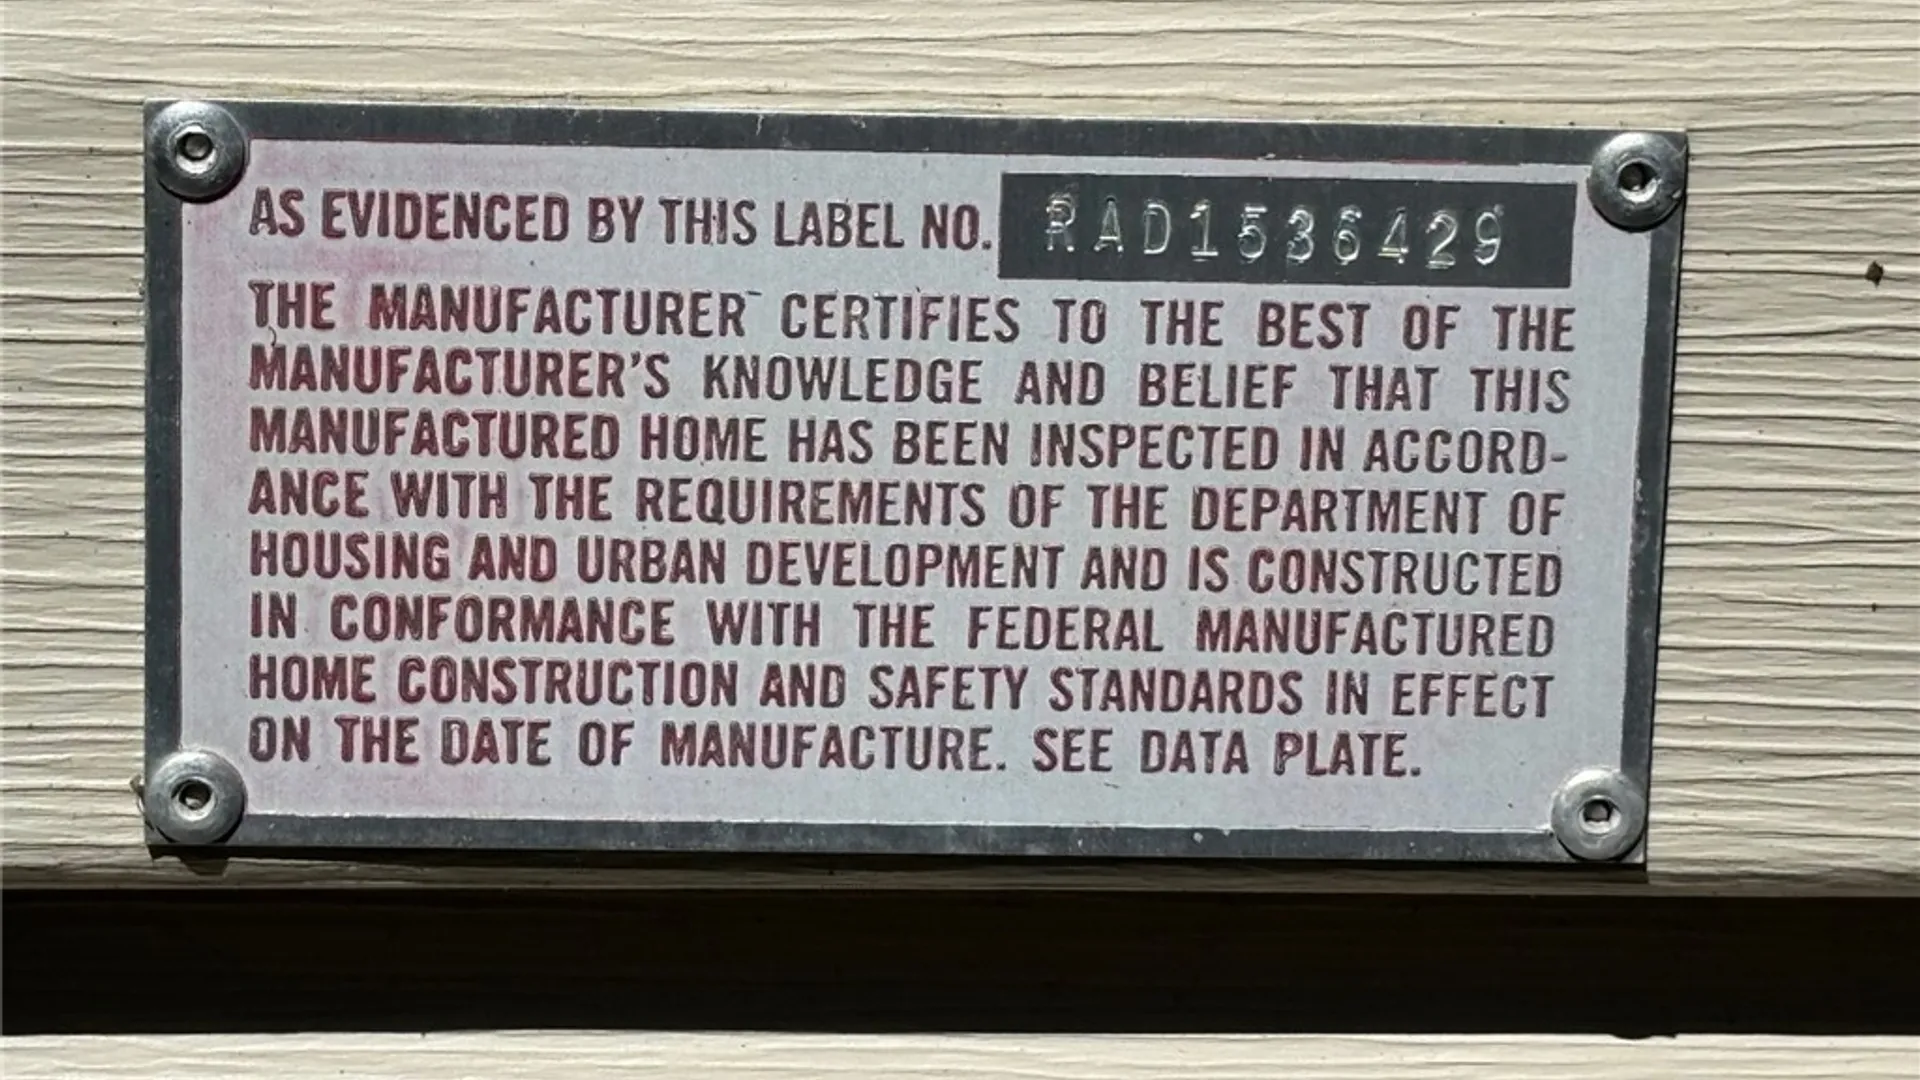 AS EVIDENCED BY THIS LABEL NO. RAD1536429
THE MANUFACTURER CERTIFIES TO THE BEST OF THE
MANUFACTURER'S KNOWLEDGE AND BELIEF THAT THIS
MANUFACTURED HOME HAS BEEN INSPECTED IN ACCORD-
ANCE WITH THE REQUIREMENTS OF THE DEPARTMENT OF
HOUSING AND URBAN DEVELOPMENT AND IS CONSTRUCTED
IN CONFORMANCE WITH THE FEDERAL MANUFACTURED
HOME CONSTRUCTION AND SAFETY STANDARDS IN EFFECT
ON THE DATE OF MANUFACTURE. SEE DATA PLATE.